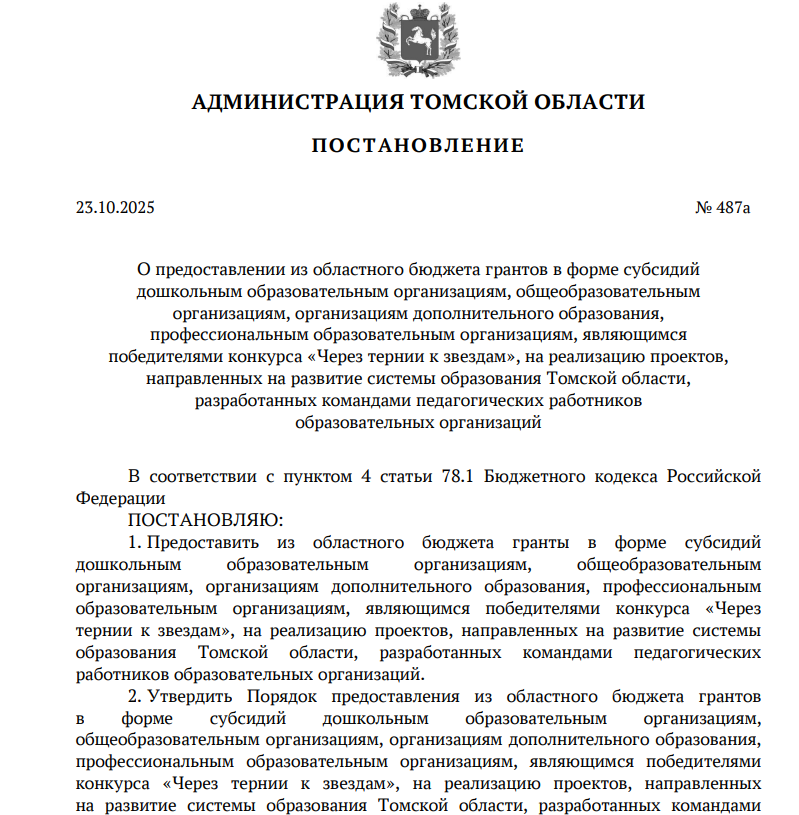 АДМИНИСТРАЦИЯ ТОМСКОЙ ОБЛАСТИ
ПОСТАНОВЛЕНИЕ
23.10.2025 № 487а
О предоставлении из областного бюджета грантов в форме субсидий
дошкольным образовательным организациям, общеобразовательным
организациям, организациям дополнительного образования,
профессиональным образовательным организациям, являющимся
победителями конкурса «Через тернии к звездам», на реализацию проектов,
направленных на развитие системы образования Томской области,
разработанных командами педагогических работников
образовательных организаций
В соответствии с пунктом 4 статьи 78.1 Бюджетного кодекса Российской
Федерации
ПОСТАНОВЛЯЮ:
1. Предоставить из областного бюджета гранты в форме субсидий
дошкольным образовательным организациям, общеобразовательным
организациям, организациям дополнительного образования, профессиональным
образовательным организациям, являющимся победителями конкурса «Через
тернии к звездам», на реализацию проектов, направленных на развитие системы
образования Томской области, разработанных командами педагогических
работников образовательных организаций.
2. Утвердить Порядок предоставления из областного бюджета грантов
в форме субсидий дошкольным образовательным организациям,
общеобразовательным организациям, организациям дополнительного образования,
профессиональным образовательным организациям, являющимся победителями
конкурса «Через тернии к звездам», на реализацию проектов, направленных
на развитие системы образования Томской области, разработанных командами